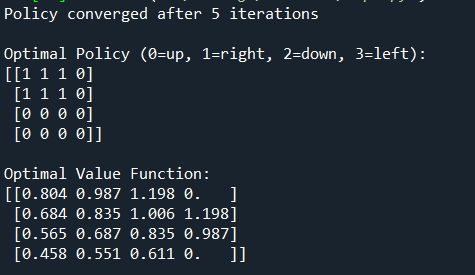 Policy converged after 5 iterations
Optimal Policy (0=up, 1=right, 2=down, 3=left):
[[1 1 1 0]
 [1 1 1 0]
 [0 0 0 0]
 [0 0 0 0]]
Optimal Value Function:
[[0.804 0.987 1.198 0.   ]
 [0.684 0.835 1.006 1.198]
 [0.565 0.687 0.835 0.987]
 [0.458 0.551 0.611 0.   ]]